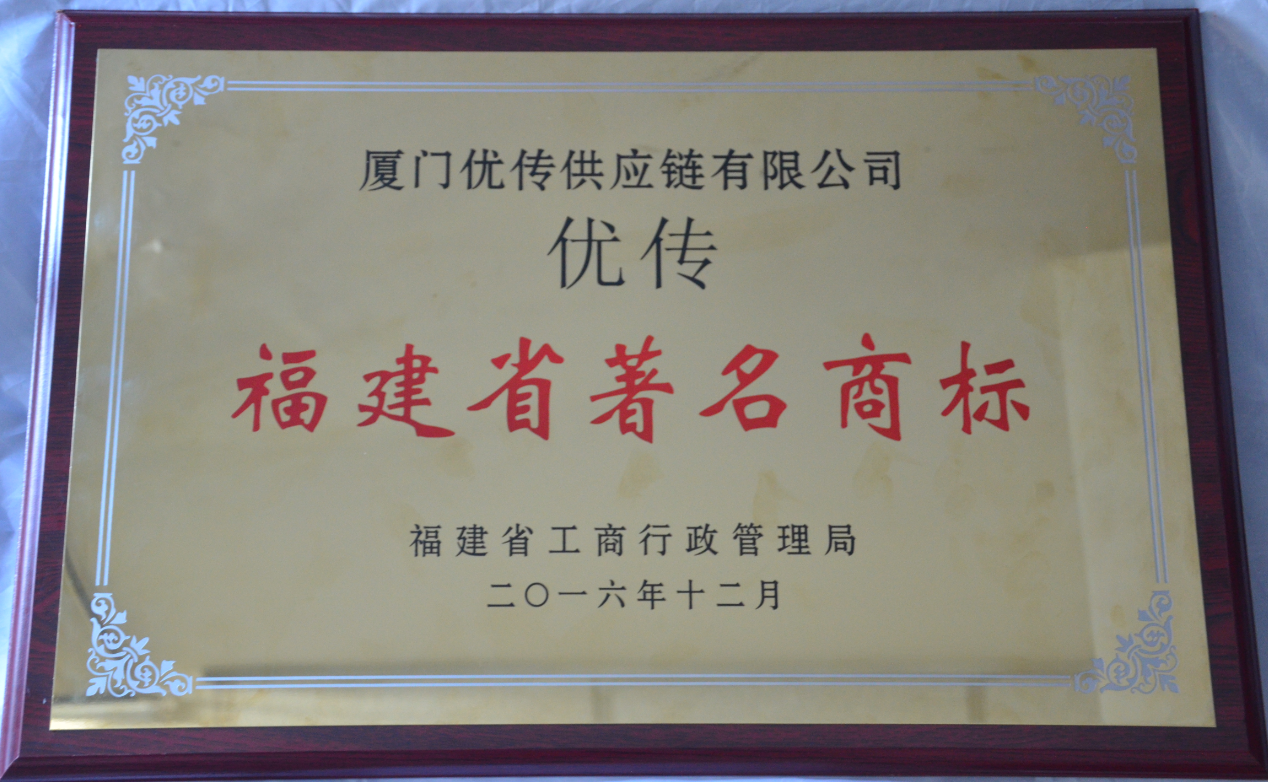 厦门优传供应链有限公司
优传
福建省著名商标
福建省工商行政管理局
二〇一六年十二月